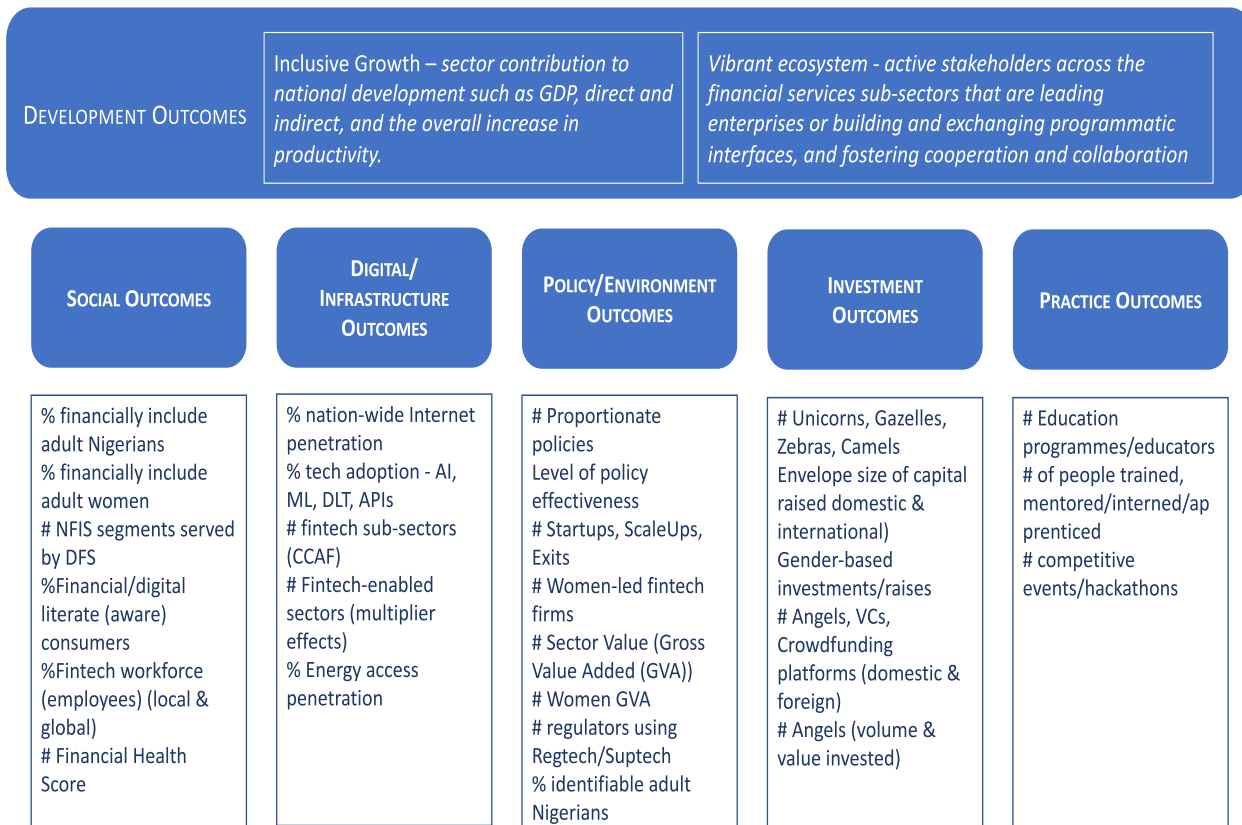 DEVELOPMENT OUTCOMES
Inclusive Growth – sector contribution to
national development such as GDP, direct and
indirect, and the overall increase in
productivity.
Vibrant ecosystem - active stakeholders across the
financial services sub-sectors that are leading
enterprises or building and exchanging programmatic
interfaces, and fostering cooperation and collaboration
SOCIAL OUTCOMES
% financially include
adult Nigerians
% financially include
adult women
# NFIS segments served
by DFS
%Financial/digital
literate (aware)
consumers
%Fintech workforce
(employees) (local &
global)
# Financial Health
Score
DIGITAL/
INFRASTRUCTURE
OUTCOMES
% nation-wide Internet
penetration
% tech adoption - AI,
ML, DLT, APIs
# fintech sub-sectors
(CCAF)
# Fintech-enabled
sectors (multiplier
effects)
% Energy access
penetration
POLICY/ENVIRONMENT
OUTCOMES
# Proportionate
policies
Level of policy
effectiveness
# Startups, ScaleUps,
Exits
# Women-led fintech
firms
# Sector Value (Gross
Value Added (GVA))
# Women GVA
# regulators using
Regtech/Suptech
% identifiable adult
Nigerians
INVESTMENT
OUTCOMES
# Unicorns, Gazelles,
Zebras, Camels
Envelope size of capital
raised domestic &
international)
Gender-based
investments/raises
# Angels, VCs,
Crowdfunding
platforms (domestic &
foreign)
# Angels (volume &
value invested)
PRACTICE OUTCOMES
# Education
programmes/educators
# of people trained,
mentored/interned/ap
prenticed
# competitive
events/hackathons